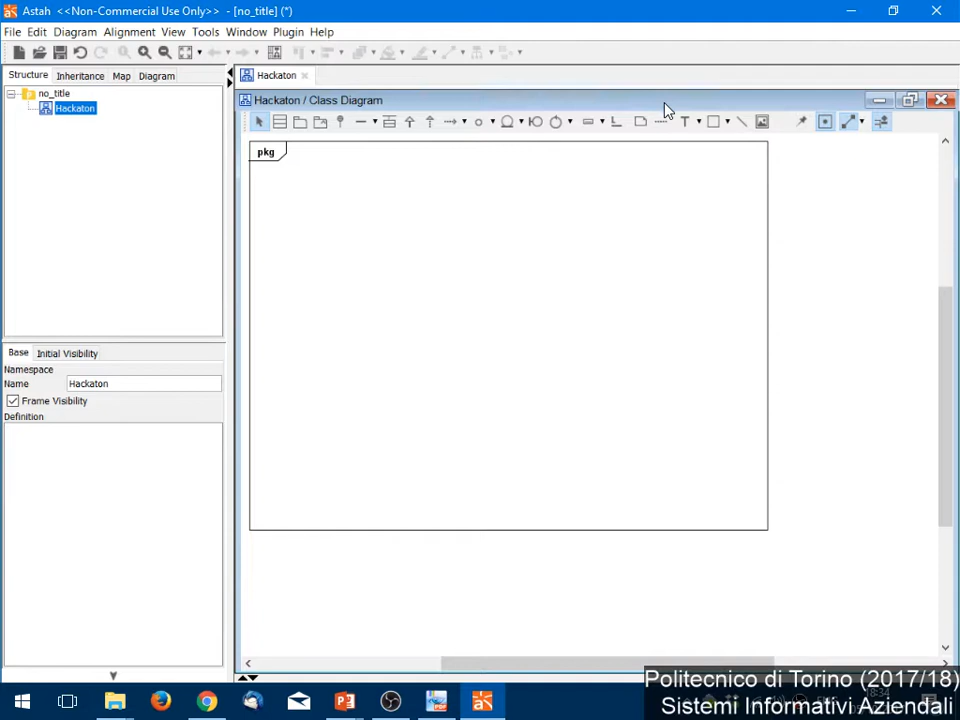 Astah <<Non-Commercial Use Only>> - [no_title] (*)
File Edit Diagram Alignment View Tools Window Plugin Help
Structure Inheritance Map Diagram
Hackaton
no_title
Hackaton
Hackaton / Class Diagram
T
pkg
Base Initial Visibility
Namespace
Name Hackaton
Frame Visibility
Definition
8:34
Politecnico di Torino (2017/18)
Sistemi Informativi Aziendali